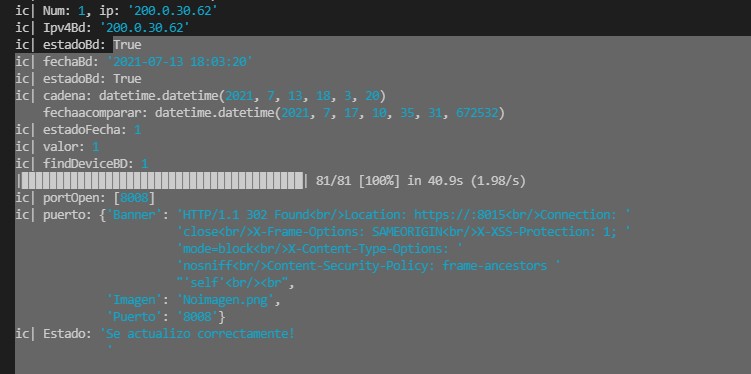 ic| Num: 1, ip: '200.0.30.62'
ic| Ipv4Bd: '200.0.30.62'
ic| estadoBd: True
ic| fechaBd: '2021-07-13 18:03:20'
ic| estadoBd: True
ic| cadena: datetime.datetime(2021, 7, 13, 18, 3, 20)
fechaacomparar: datetime.datetime(2021, 7, 17, 10, 35, 31, 672532)
ic| estadoFecha: 1
ic| valor: 1
ic| findDeviceBD: 1
|████████████████████████████████████████| 81/81 [100%] in 40.9s (1.98/s)
ic| portOpen: [8008]
ic| puerto: {'Banner': 'HTTP/1.1 302 Found<br/>Location: https://:8015<br/>Connection: '
'close<br/>X-Frame-Options: SAMEORIGIN<br/>X-XSS-Protection: 1; '
'mode=block<br/>X-Content-Type-Options: '
'nosniff<br/>Content-Security-Policy: frame-ancestors '
"'self'<br/><br",
'Imagen': 'Noimagen.png',
'Puerto': '8008'}
ic| Estado: 'Se actualizo correctamente!
'